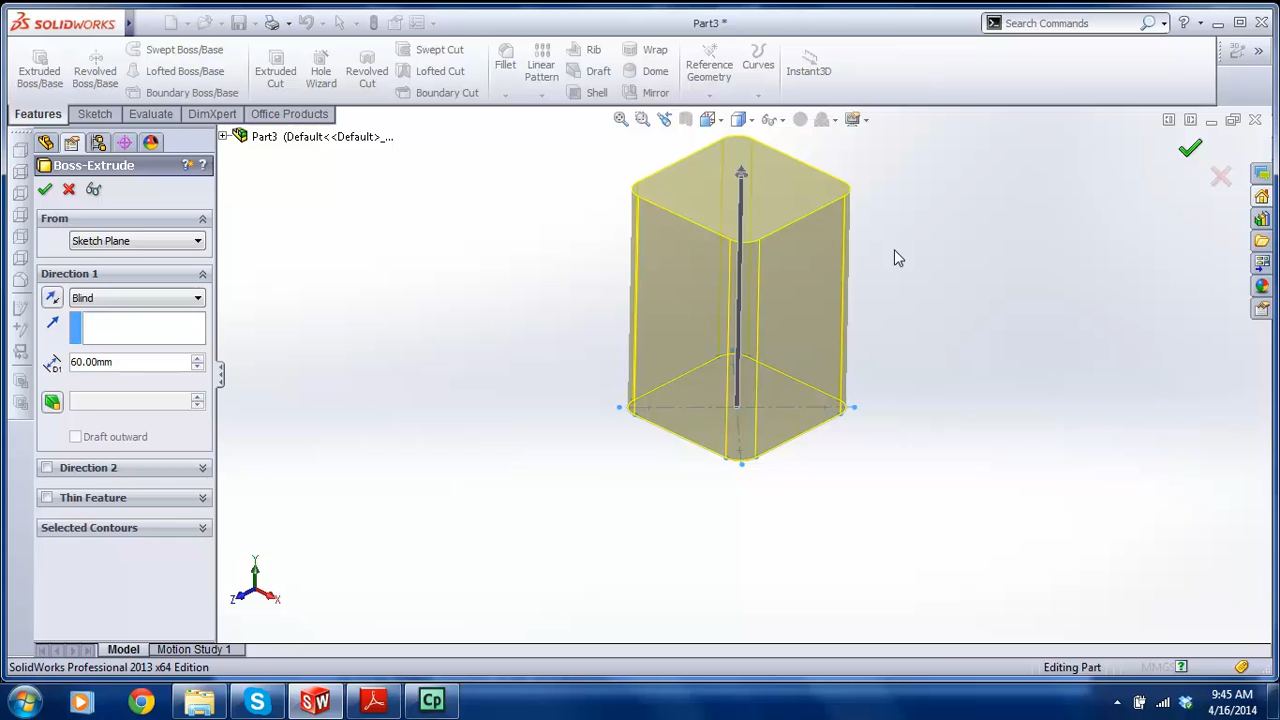 SOLIDWORKS
Part3 *
Search Commands
Extruded Boss/Base
Revolved Boss/Base
Swept Boss/Base
Lofted Boss/Base
Boundary Boss/Base
Extruded Cut
Hole Wizard
Revolved Cut
Swept Cut
Lofted Cut
Boundary Cut
Fillet
Linear Pattern
Rib
Draft
Shell
Wrap
Dome
Mirror
Reference Geometry
Curves
Instant3D
Features
Sketch
Evaluate
DimXpert
Office Products
Part3 (Default<<Default>_...
Boss-Extrude
From
Sketch Plane
Direction 1
Blind
D1
60.00mm
Draft outward
Direction 2
Thin Feature
Selected Contours
Y
Z
X
Model
Motion Study 1
SolidWorks Professional 2013 x64 Edition
Editing Part
MMGS
9:45 AM
4/16/2014